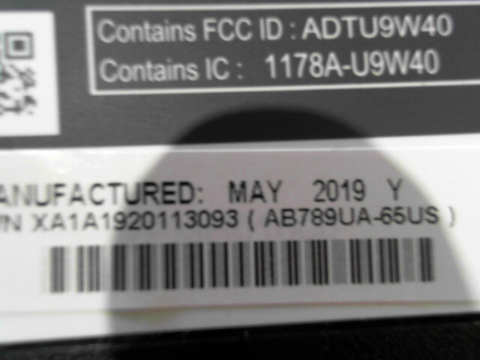 Contains FCC ID : ADTU9W40
Contains IC : 1178A-U9W40
ANUFACTURED: MAY 2019 Y
/N XA1A1920113093 ( AB789UA-65US )